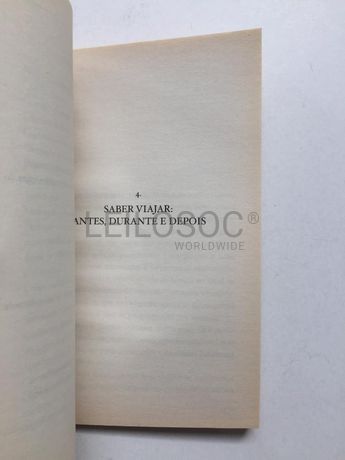 4.
SABER VIAJAR:
ANTES, DURANTE E DEPOIS
LEILOSOC®
WORLDWIDE